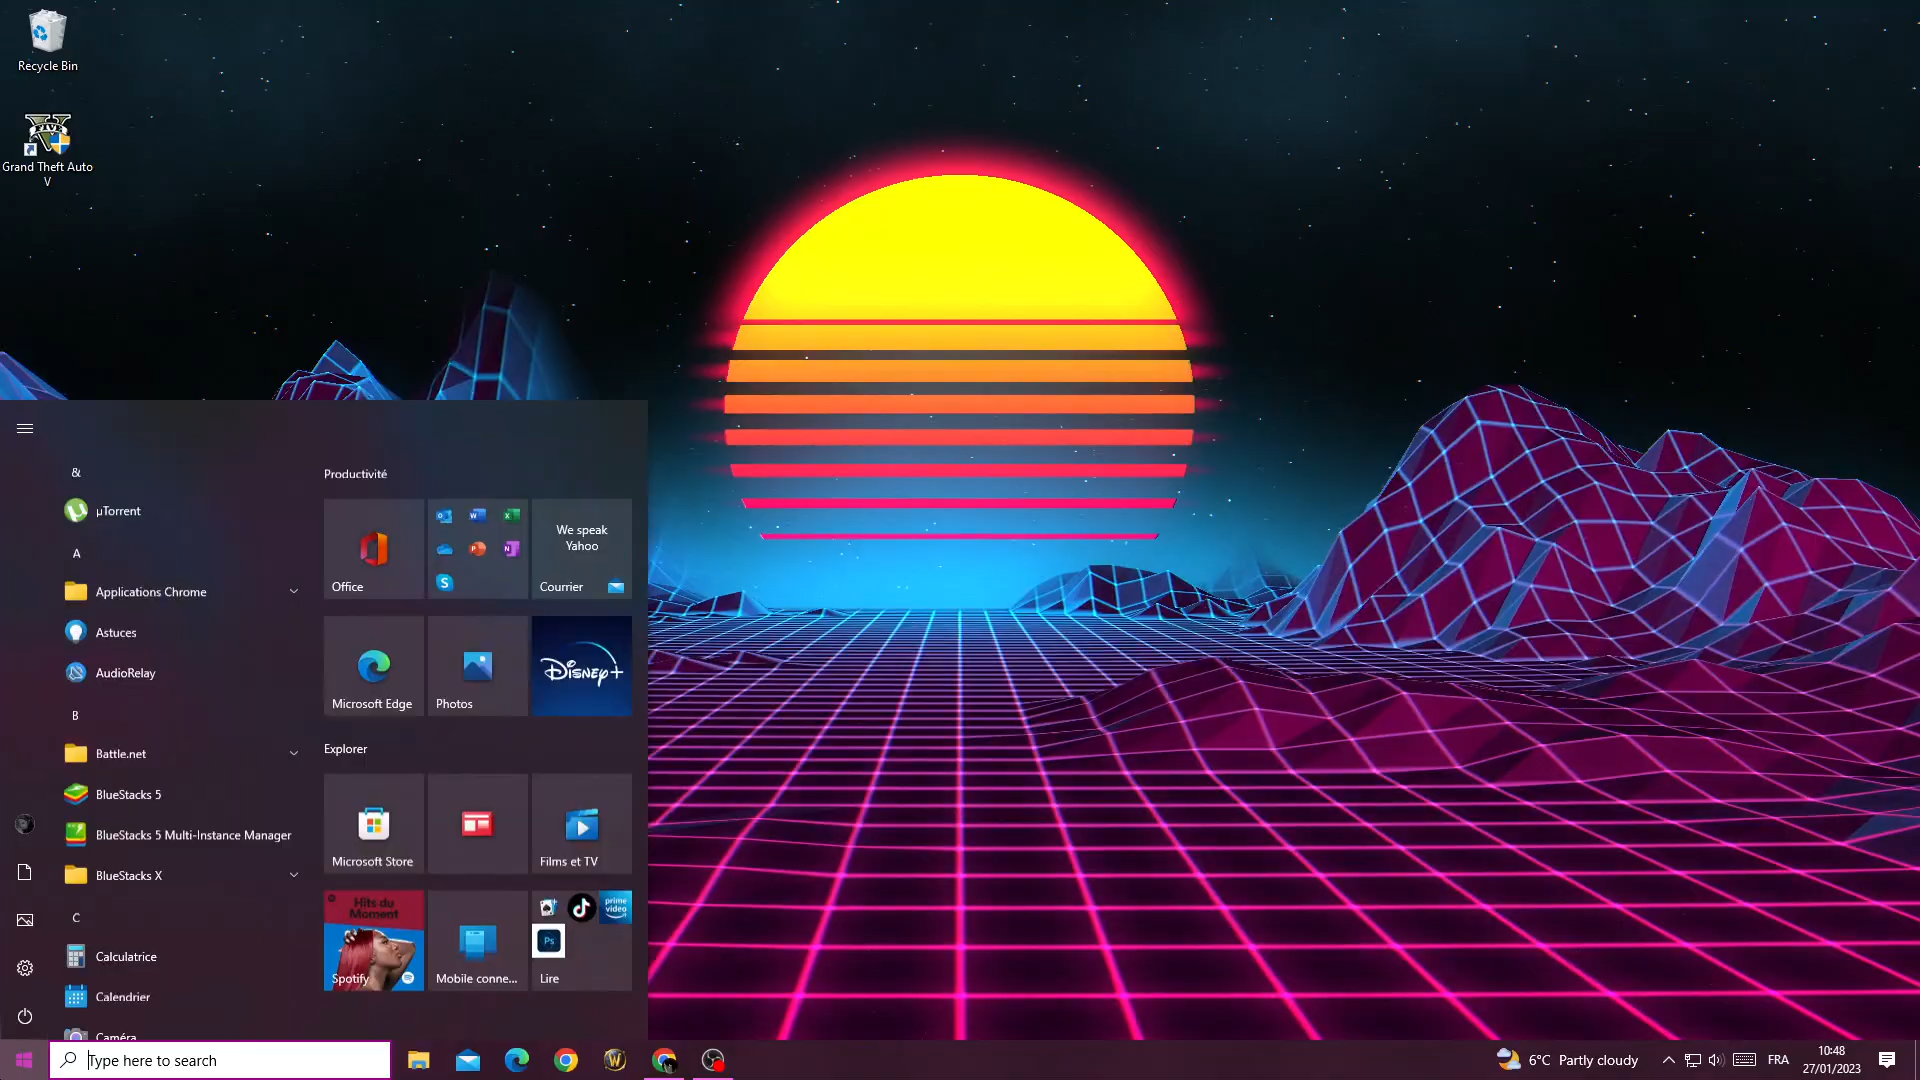 Recycle Bin
FIVE
Grand Theft Auto
V
&
µTorrent
A
Applications Chrome
Astuces
AudioRelay
B
Battle.net
BlueStacks 5
BlueStacks 5 Multi-Instance Manager
BlueStacks X
C
Calculatrice
Calendrier
Caméra
Productivité
Office
We speak
Yahoo
Courrier
Microsoft Edge
Photos
Disney+
Explorer
Microsoft Store
Films et TV
Hits du
Moment
Spotify
Mobile conne...
prime
video
Ps
Lire
Type here to search
6°C Partly cloudy
FRA
10:48
27/01/2023